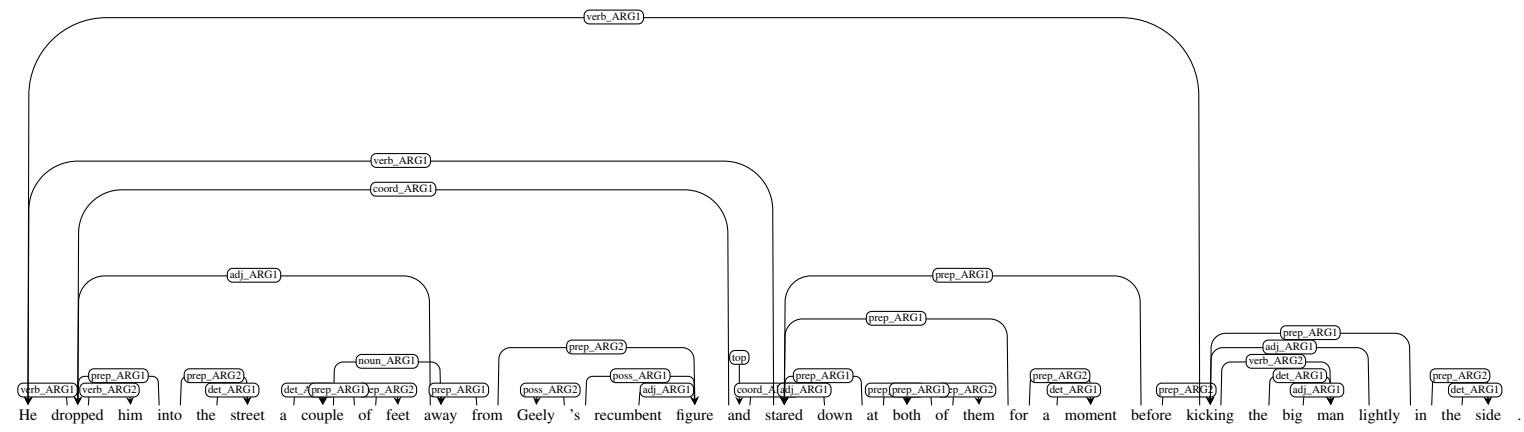 verb_ARG1
verb_ARG1
coord_ARG1
adj_ARG1 prep_ARG1
prep_ARG1
prep_ARG1
prep_ARG2 adj_ARG1
top
noun_ARG1 verb_ARG2
prep_ARG1 prep_ARG2 poss_ARG1 prep_ARG1 prep_ARG2 det_ARG1 prep_ARG2
verb_ARG1 verb_ARG2 det_ARG1 prep_ARG1 prep_ARG1 poss_ARG2 adj_ARG1 adj_ARG1 prep_ARG1 det_ARG1 prep_ARG2 adj_ARG1 det_ARG1
He dropped him into the street a couple of feet away from Geely 's recumbent figure and stared down at both of them for a moment before kicking the big man lightly in the side .